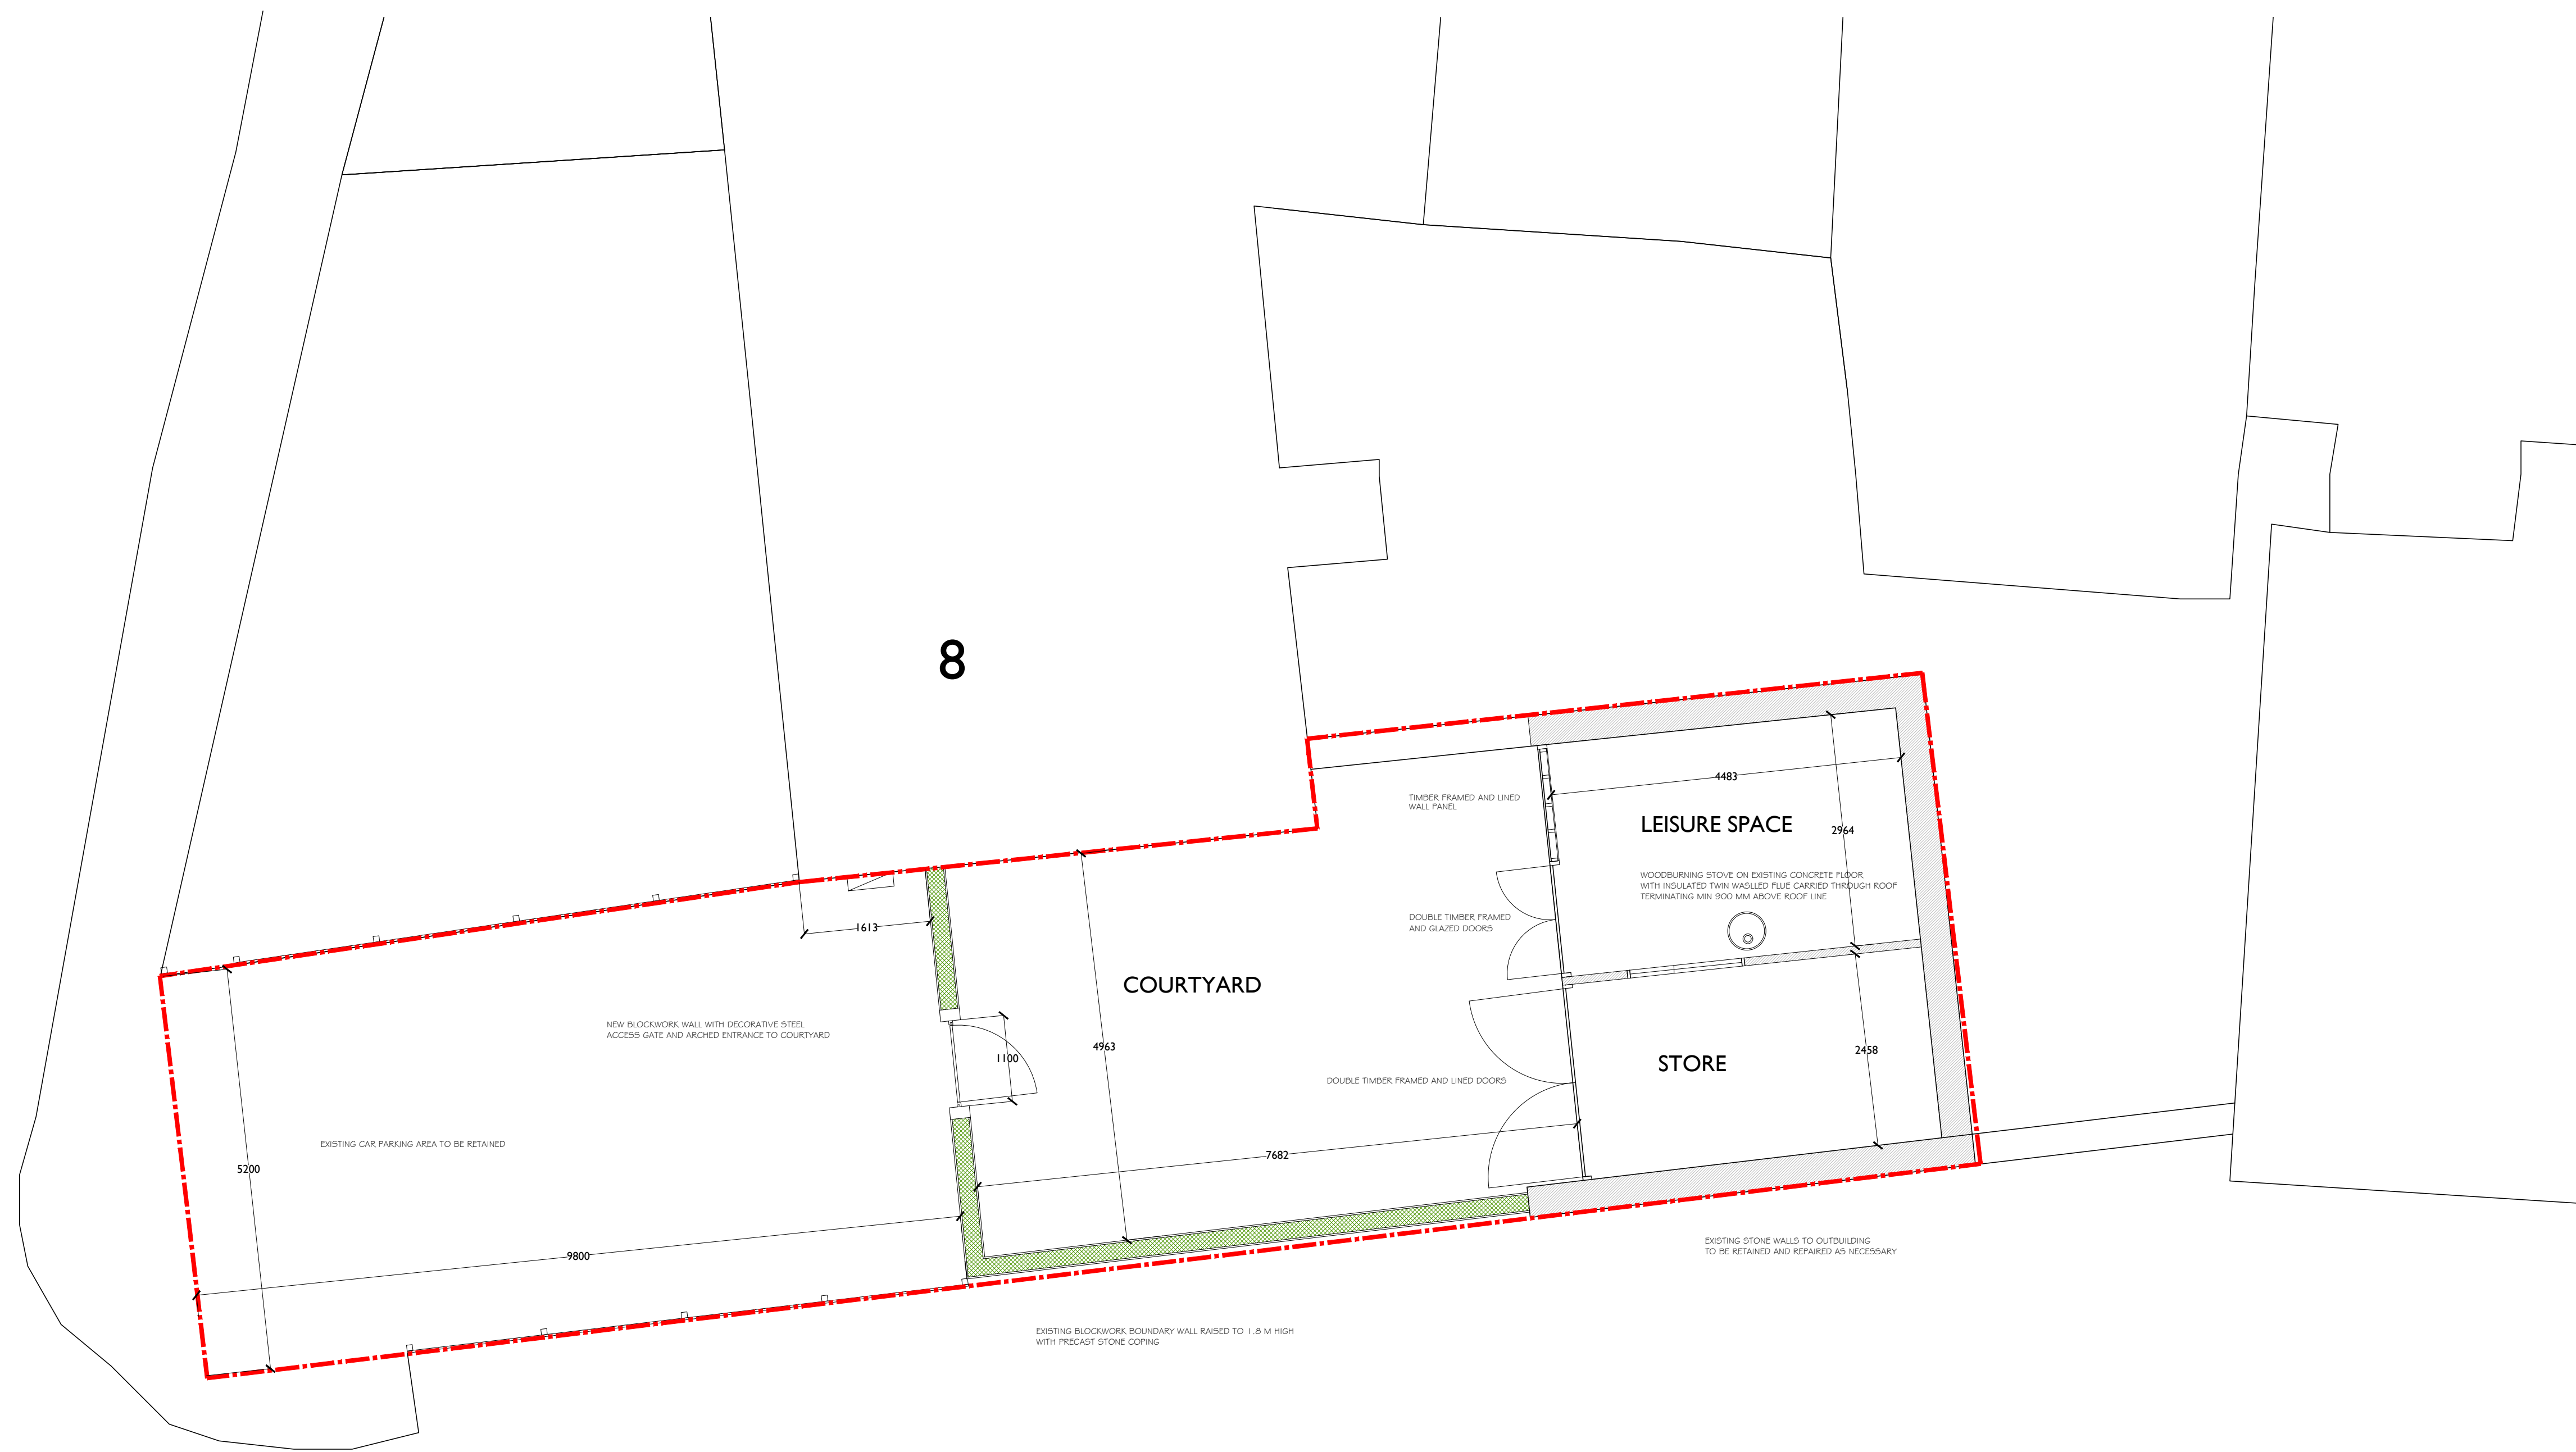 8
4483
TIMBER FRAMED AND LINED
WALL PANEL
LEISURE SPACE
2964
WOODBURNING STOVE ON EXISTING CONCRETE FLOOR
WITH INSULATED TWIN WASLLED FLUE CARRIED THROUGH ROOF
TERMINATING MIN 900 MM ABOVE ROOF LINE
DOUBLE TIMBER FRAMED
AND GLAZED DOORS
1613
COURTYARD
NEW BLOCKWORK WALL WITH DECORATIVE STEEL
ACCESS GATE AND ARCHED ENTRANCE TO COURTYARD
4963
1100
2458
STORE
DOUBLE TIMBER FRAMED AND LINED DOORS
EXISTING CAR PARKING AREA TO BE RETAINED
7682
5200
9800
EXISTING STONE WALLS TO OUTBUILDING
TO BE RETAINED AND REPAIRED AS NECESSARY
EXISTING BLOCKWORK BOUNDARY WALL RAISED TO 1.8 M HIGH
WITH PRECAST STONE COPING